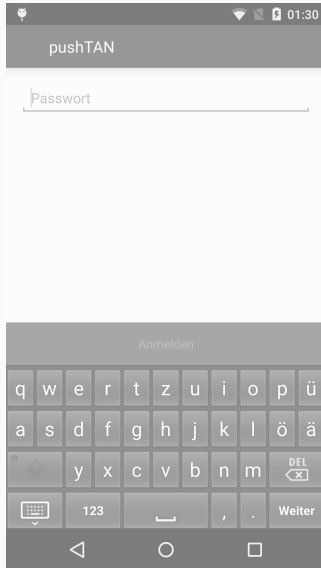 01:30
pushTAN
Passwort
Anmelden
q w e r t z u i o p ü
a s d f g h j k l ö ä
y x c v b n m DEL
123 , . Weiter